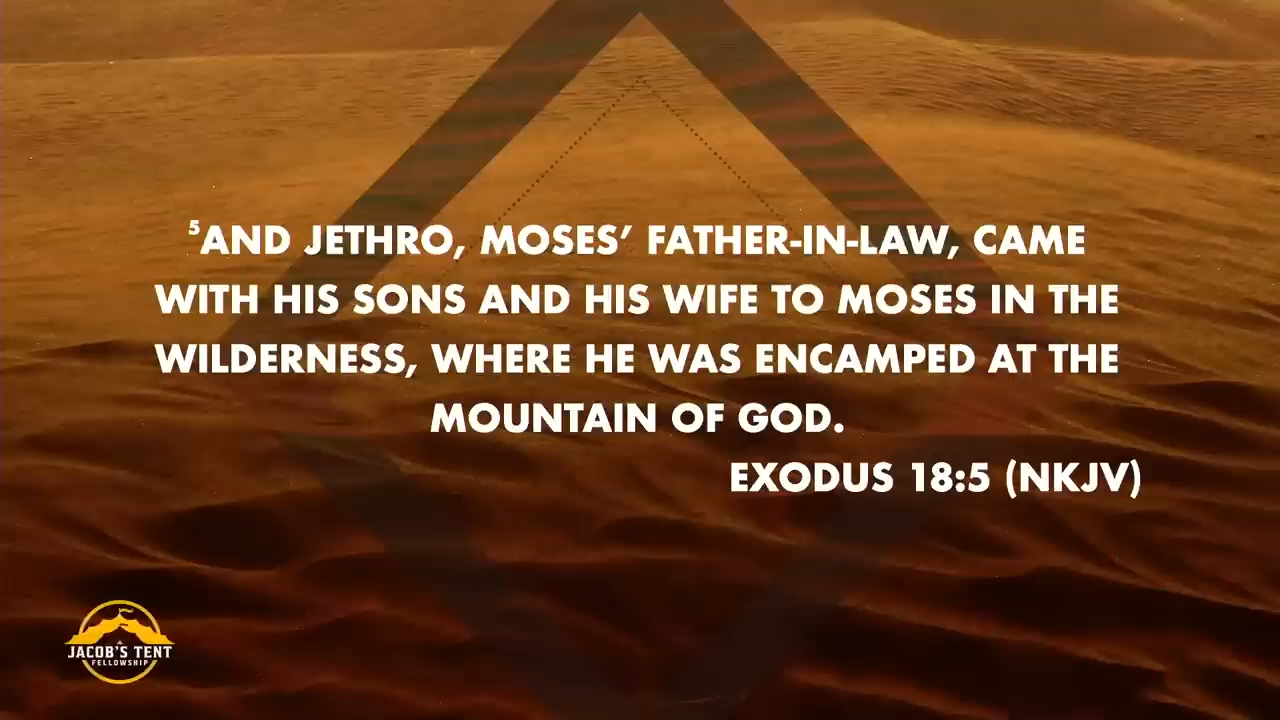 ⁵AND JETHRO, MOSES’ FATHER-IN-LAW, CAME
WITH HIS SONS AND HIS WIFE TO MOSES IN THE
WILDERNESS, WHERE HE WAS ENCAMPED AT THE
MOUNTAIN OF GOD.
EXODUS 18:5 (NKJV)
JACOB'S TENT
FELLOWSHIP